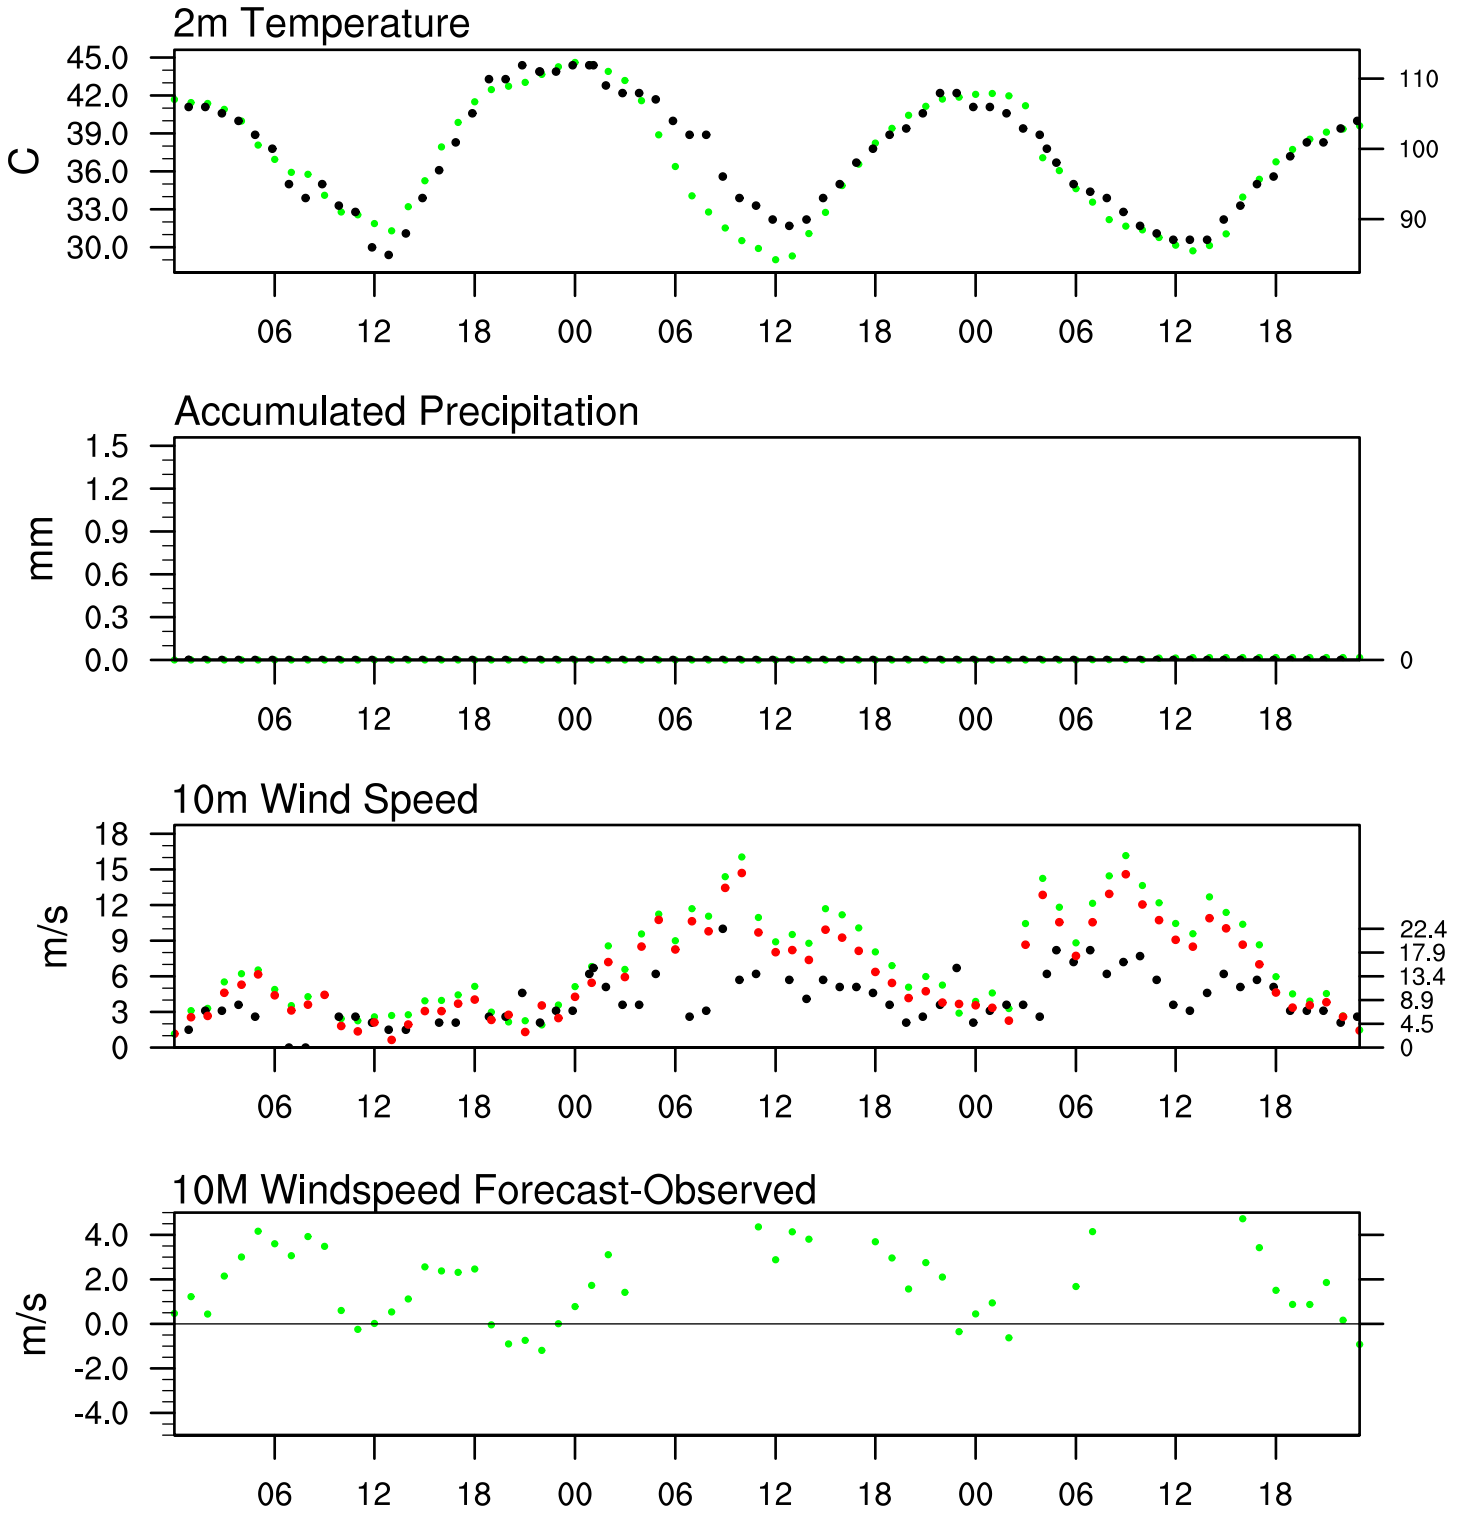 2m Temperature
45.0
42.0
39.0
36.0
33.0
30.0
C
110
100
90
06 12 18 00 06 12 18 00 06 12 18
Accumulated Precipitation
1.5
1.2
0.9
0.6
0.3
0.0
mm
0
06 12 18 00 06 12 18 00 06 12 18
10m Wind Speed
18
15
12
9
6
3
0
m/s
22.4
17.9
13.4
8.9
4.5
0
06 12 18 00 06 12 18 00 06 12 18
10M Windspeed Forecast-Observed
4.0
2.0
0.0
-2.0
-4.0
m/s
06 12 18 00 06 12 18 00 06 12 18